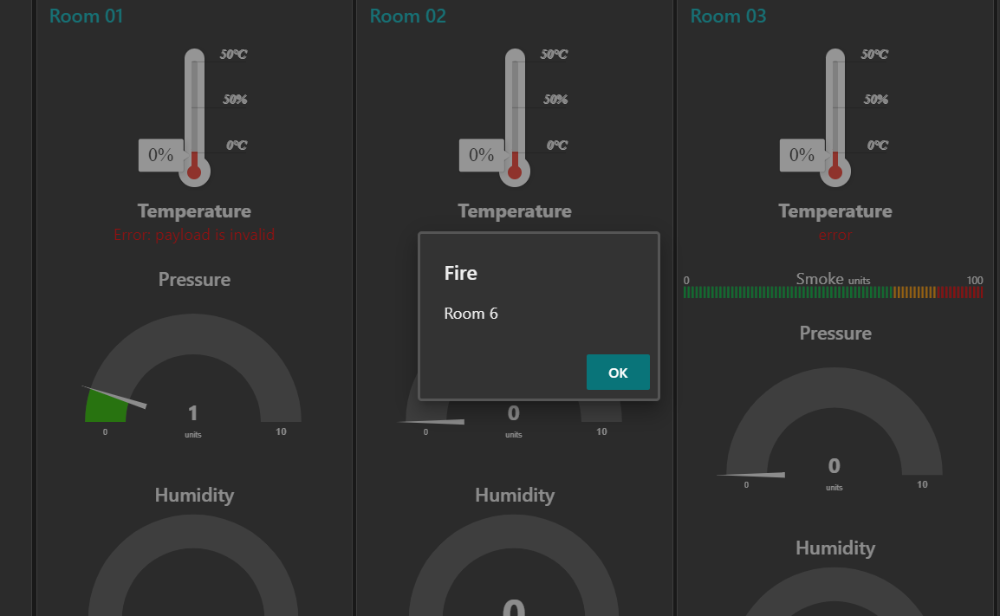 Room 01
50°C
50%
0°C
0%
Temperature
Error: payload is invalid
Pressure
1
0
10
units
Humidity
Room 02
50°C
50%
0°C
0%
Temperature
0
0
10
units
Humidity
0
Room 03
50°C
50%
0°C
0%
Temperature
error
0
Smoke units
100
Pressure
0
0
10
units
Humidity
Fire
Room 6
OK